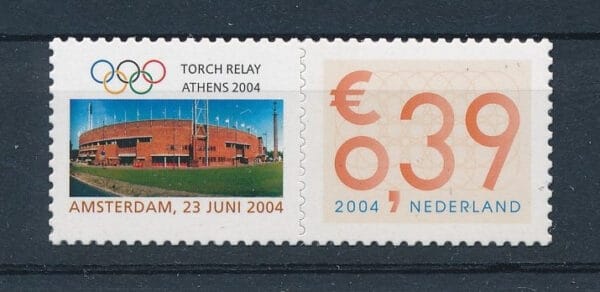 TORCH RELAY
ATHENS 2004
AMSTERDAM, 23 JUNI 2004
€0,39
2004 NEDERLAND